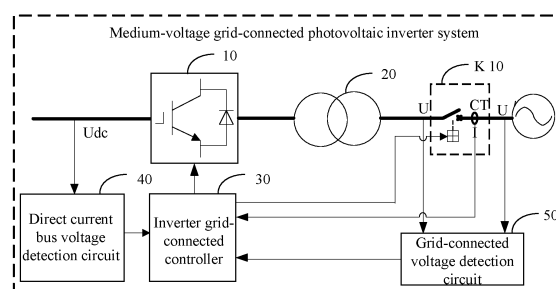 Medium-voltage grid-connected photovoltaic inverter system
10
20
K 10
U
CT
I
U'
Udc
40
30
50
Direct current
bus voltage
detection circuit
Inverter grid-
connected
controller
Grid-connected
voltage detection
circuit